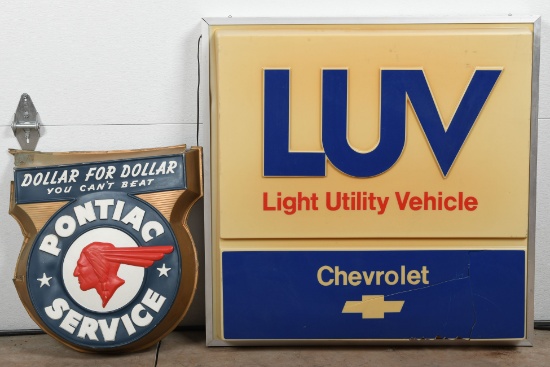 DOLLAR FOR DOLLAR
YOU CAN'T BEAT
PONTIAC
SERVICE
LUV
Light Utility Vehicle
Chevrolet